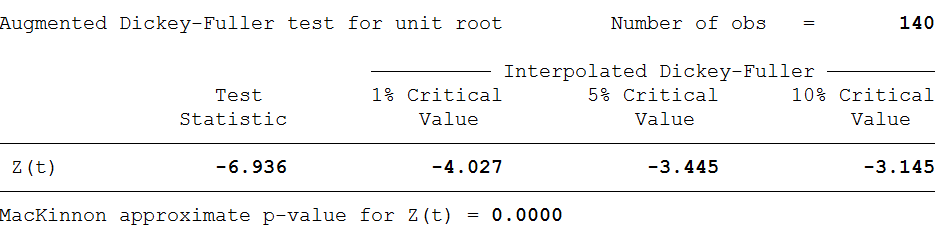 Augmented Dickey-Fuller test for unit root Number of obs = 140
Interpolated Dickey-Fuller
Test 1% Critical 5% Critical 10% Critical
Statistic Value Value Value
Z(t) -6.936 -4.027 -3.445 -3.145
MacKinnon approximate p-value for Z(t) = 0.0000